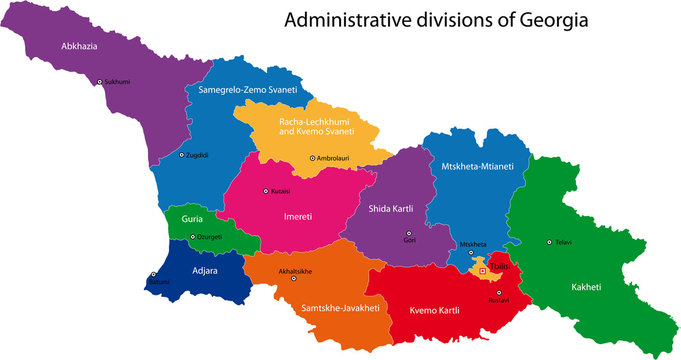 Administrative divisions of Georgia
Abkhazia
Sukhumi
Samegrelo-Zemo Svaneti
Racha-Lechkhumi
and Kvemo Svaneti
Zugdidi
Ambrolauri
Mtskheta-Mtianeti
Kutaisi
Imereti
Shida Kartli
Guria
Ozurgeti
Gori
Mtskheta
Telavi
Tbilisi
Adjara
Batumi
Akhaltsikhe
Kakheti
Rustavi
Samtskhe-Javakheti
Kvemo Kartli